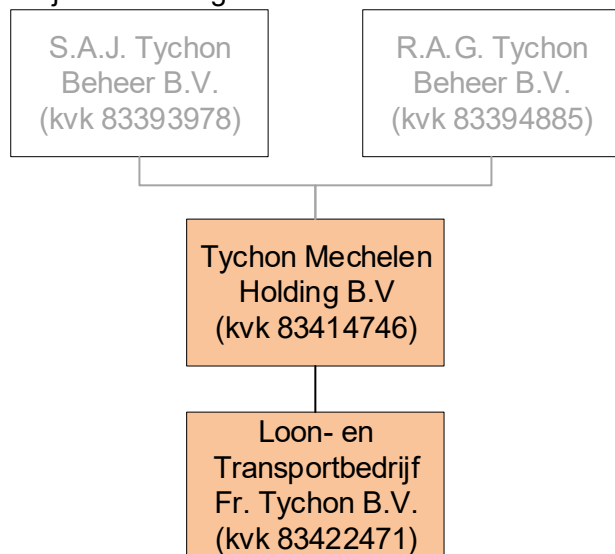 S.A.J. Tychon
Beheer B.V.
(kvk 83393978)
R.A.G. Tychon
Beheer B.V.
(kvk 83394885)
Tychon Mechelen
Holding B.V
(kvk 83414746)
Loon- en
Transportbedrijf
Fr. Tychon B.V.
(kvk 83422471)